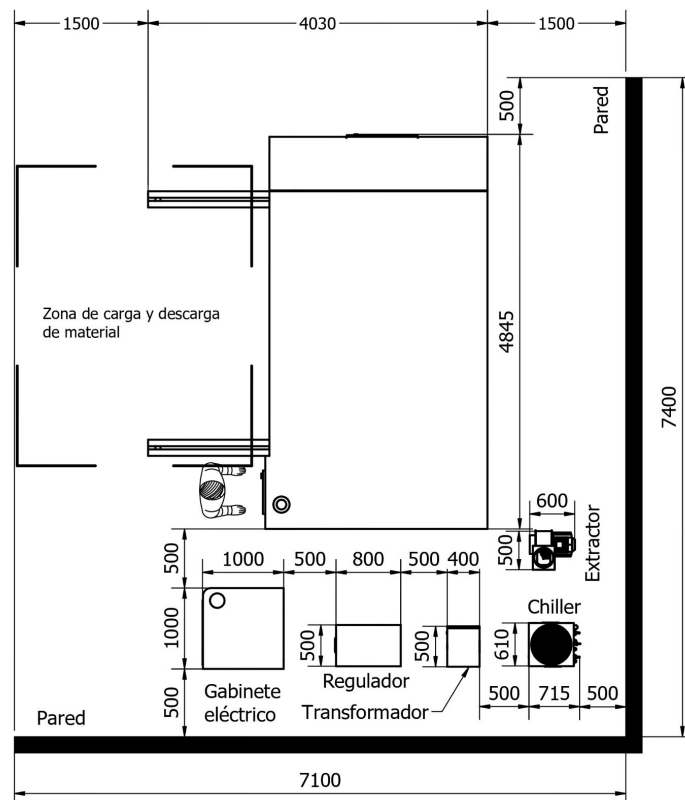 1500
4030
1500
500
Pared
Zona de carga y descarga
de material
4845
7400
600
500
Extractor
500
1000
500
800
500
400
Chiller
1000
500
500
610
Gabinete
eléctrico
Regulador
Transformador
500
500
715
500
Pared
7100